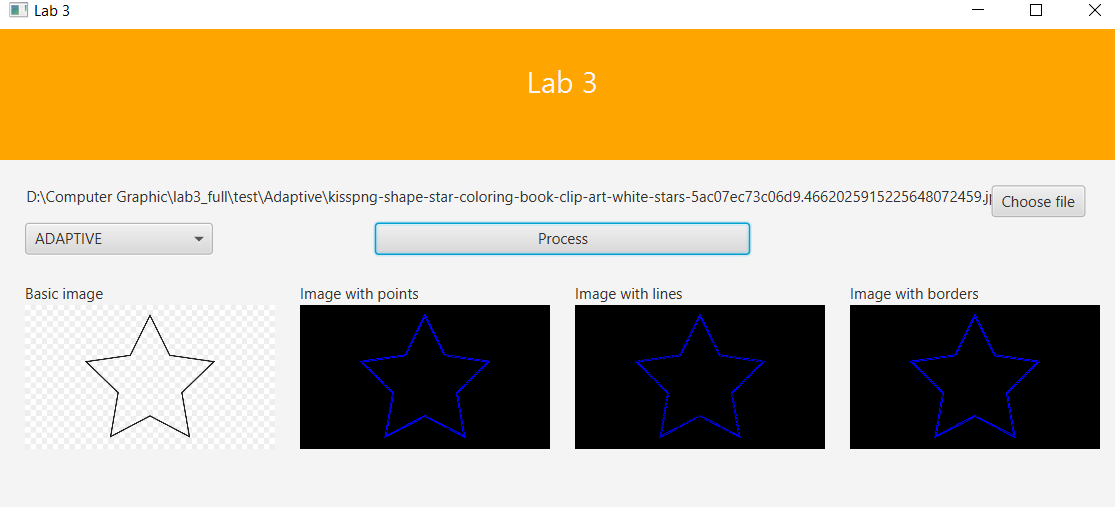 Lab 3
Lab 3
D:\Computer Graphic\lab3_full\test\Adaptive\kisspng-shape-star-coloring-book-clip-art-white-stars-5ac07ec73c06d9.4662025915225648072459.jp
Choose file
ADAPTIVE
Process
Basic image
Image with points
Image with lines
Image with borders